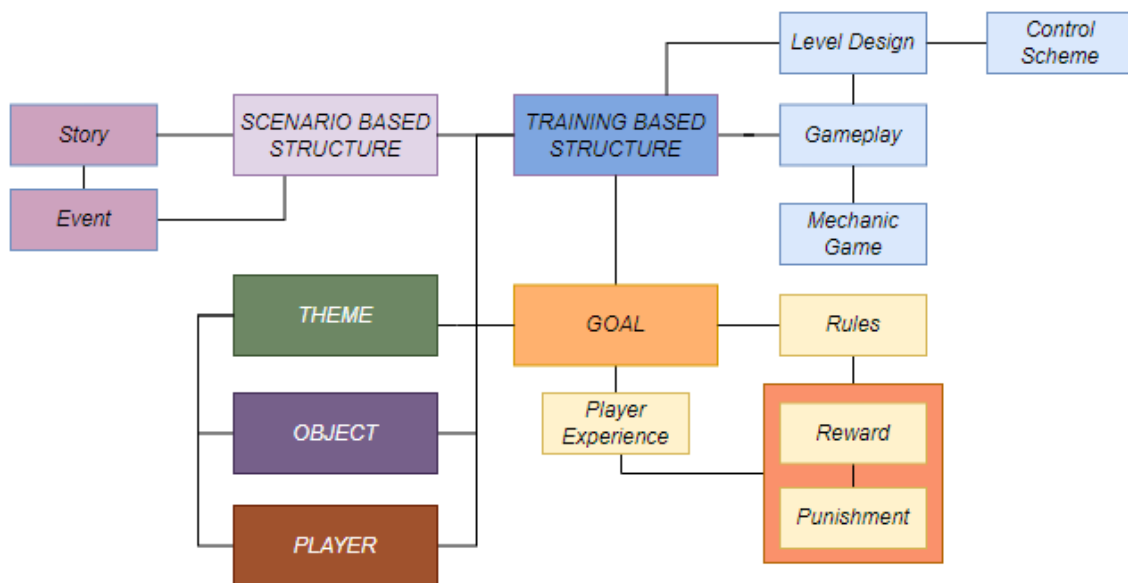 Level Design
Control
Scheme
Story
SCENARIO BASED
STRUCTURE
TRAINING BASED
STRUCTURE
Gameplay
Event
Mechanic
Game
THEME
GOAL
Rules
Player
Experience
OBJECT
Reward
PLAYER
Punishment